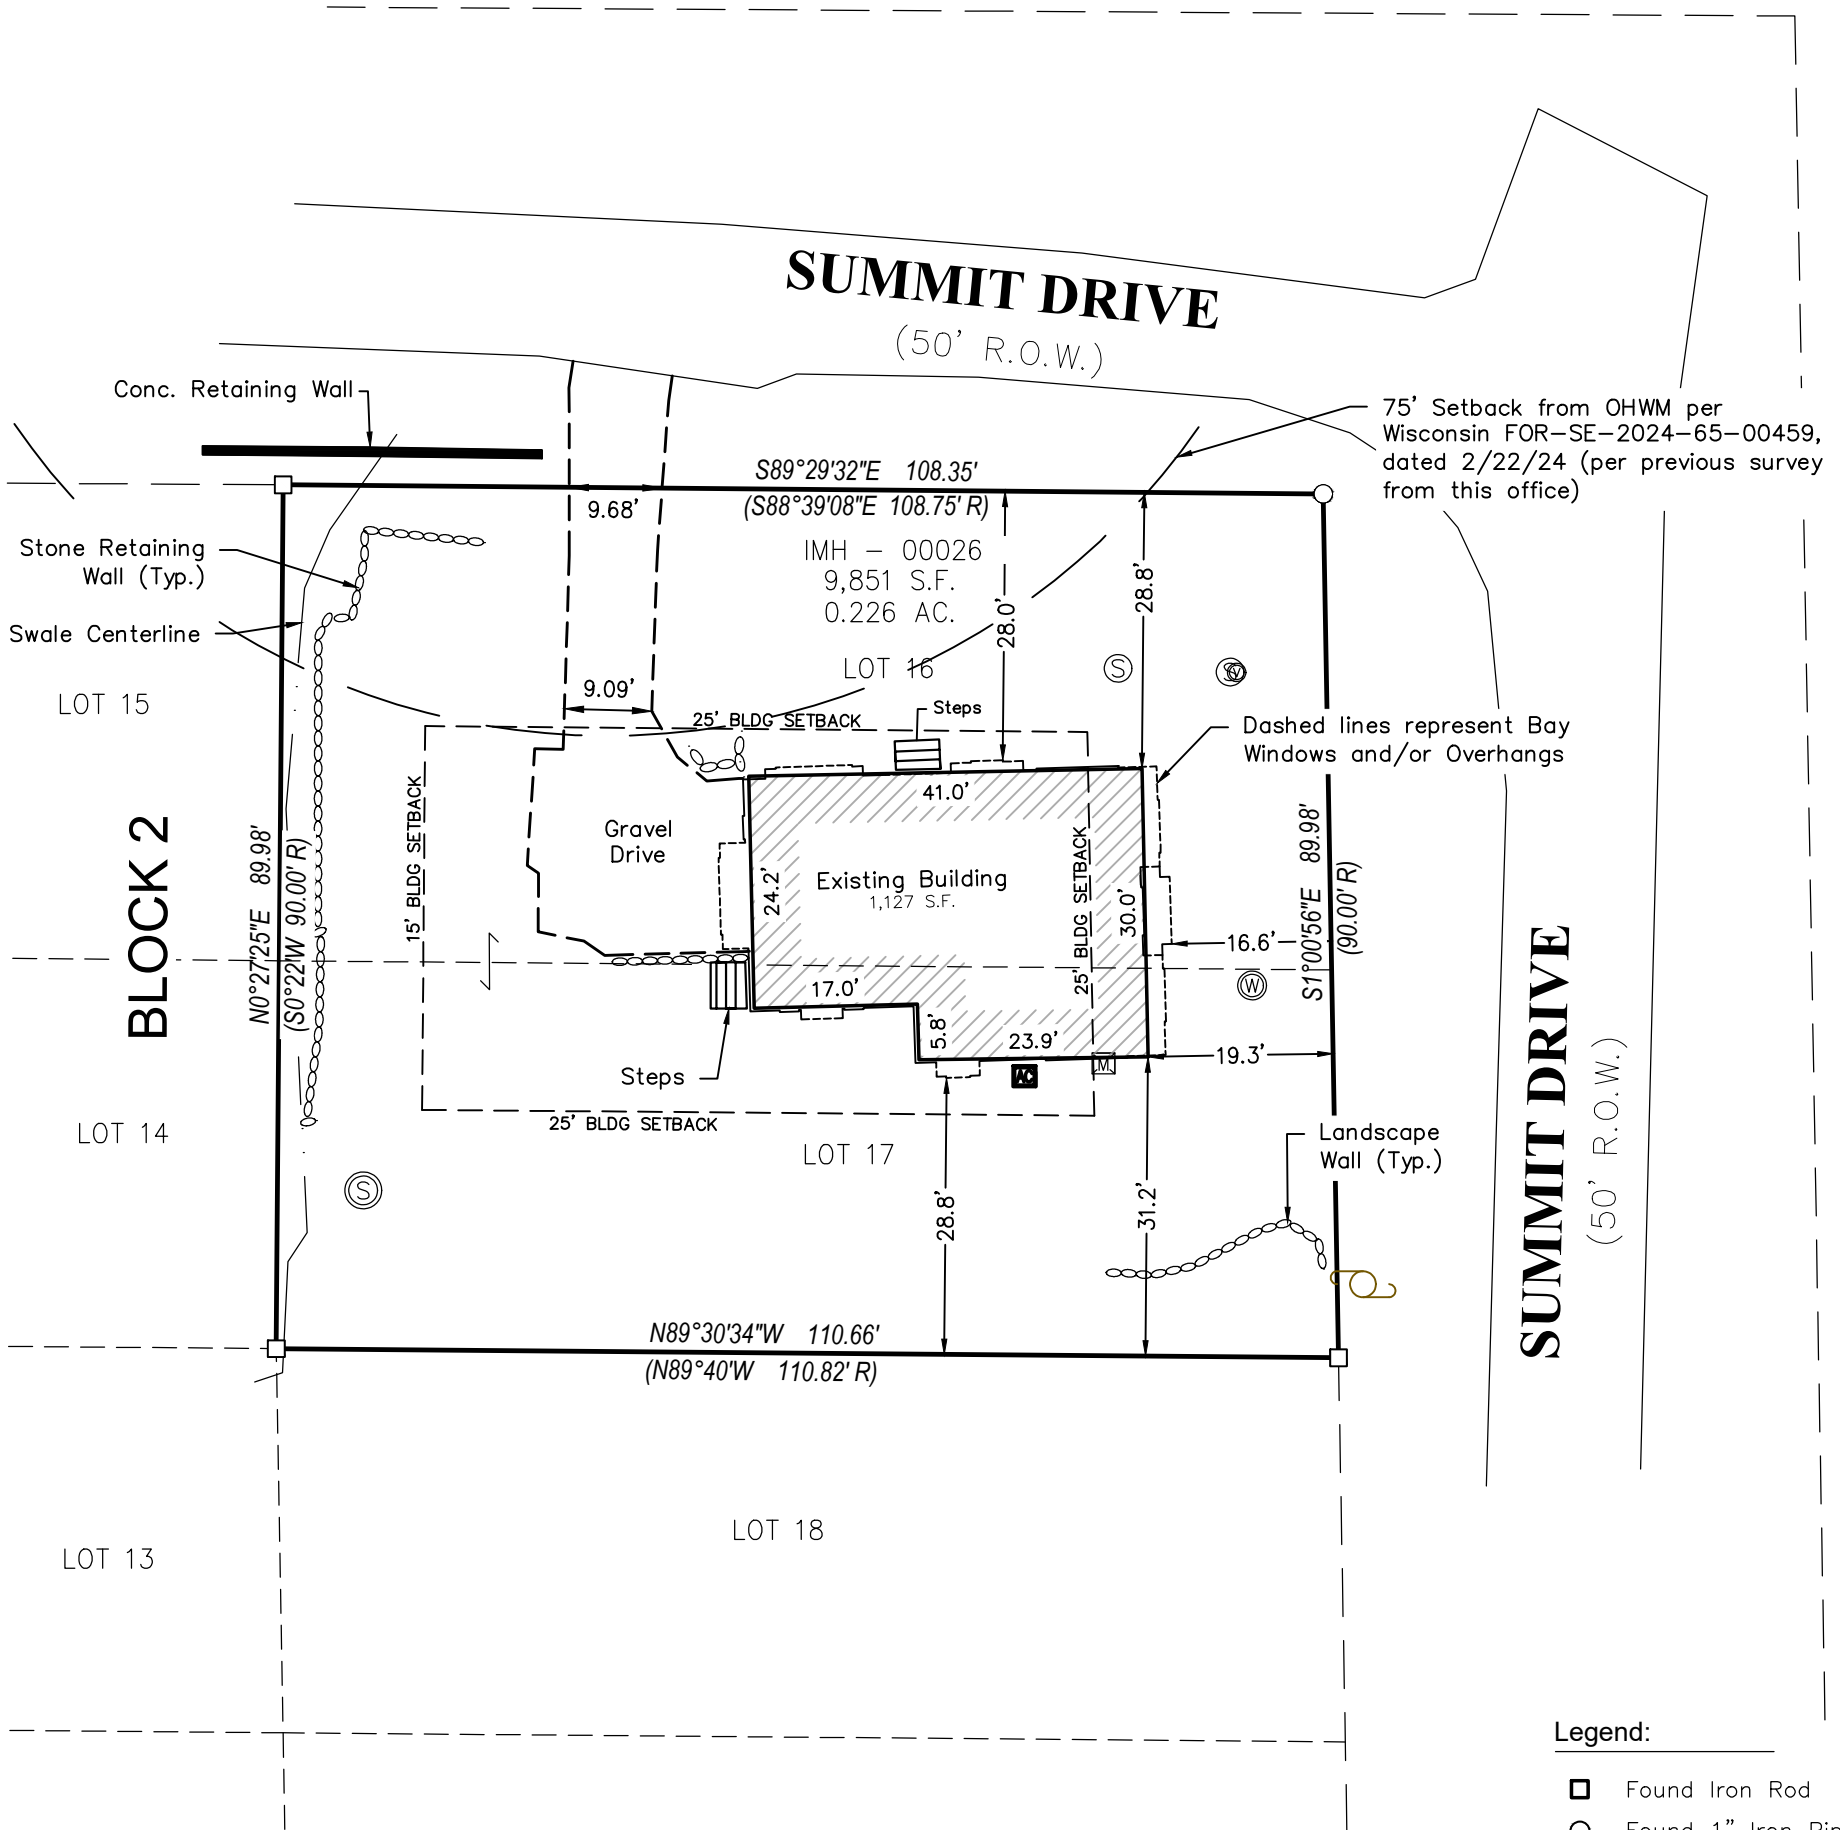 SUMMIT DRIVE
(50' R.O.W.)
Conc. Retaining Wall
75' Setback from OHWM per
Wisconsin FOR-SE-2024-65-00459,
dated 2/22/24 (per previous survey
from this office)
S89°29'32"E 108.35'
(S88°39'08"E 108.75' R)
9.68'
IMH - 00026
9,851 S.F.
0.226 AC.
Stone Retaining
Wall (Typ.)
Swale Centerline
28.0'
28.8'
LOT 16
S
S
V
LOT 15
9.09'
25' BLDG SETBACK
Steps
Dashed lines represent Bay
Windows and/or Overhangs
41.0'
15' BLDG SETBACK
Gravel
Drive
BLOCK 2
N0°27'25"E 89.98'
(S0°22'W 90.00' R)
24.2'
Existing Building
1,127 S.F.
25' BLDG SETBACK
30.0'
16.6'
S1°00'56"E 89.98'
(90.00' R)
W
17.0'
5.8'
23.9'
19.3'
M
AC
Steps
25' BLDG SETBACK
LOT 14
LOT 17
Landscape
Wall (Typ.)
SUMMIT DRIVE
(50' R.O.W.)
S
28.8'
31.2'
N89°30'34"W 110.66'
(N89°40'W 110.82' R)
LOT 18
LOT 13
Legend:
Found Iron Rod
Found 1" Iron